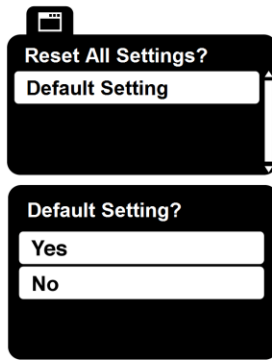 Reset All Settings?
Default Setting
Default Setting?
Yes
No